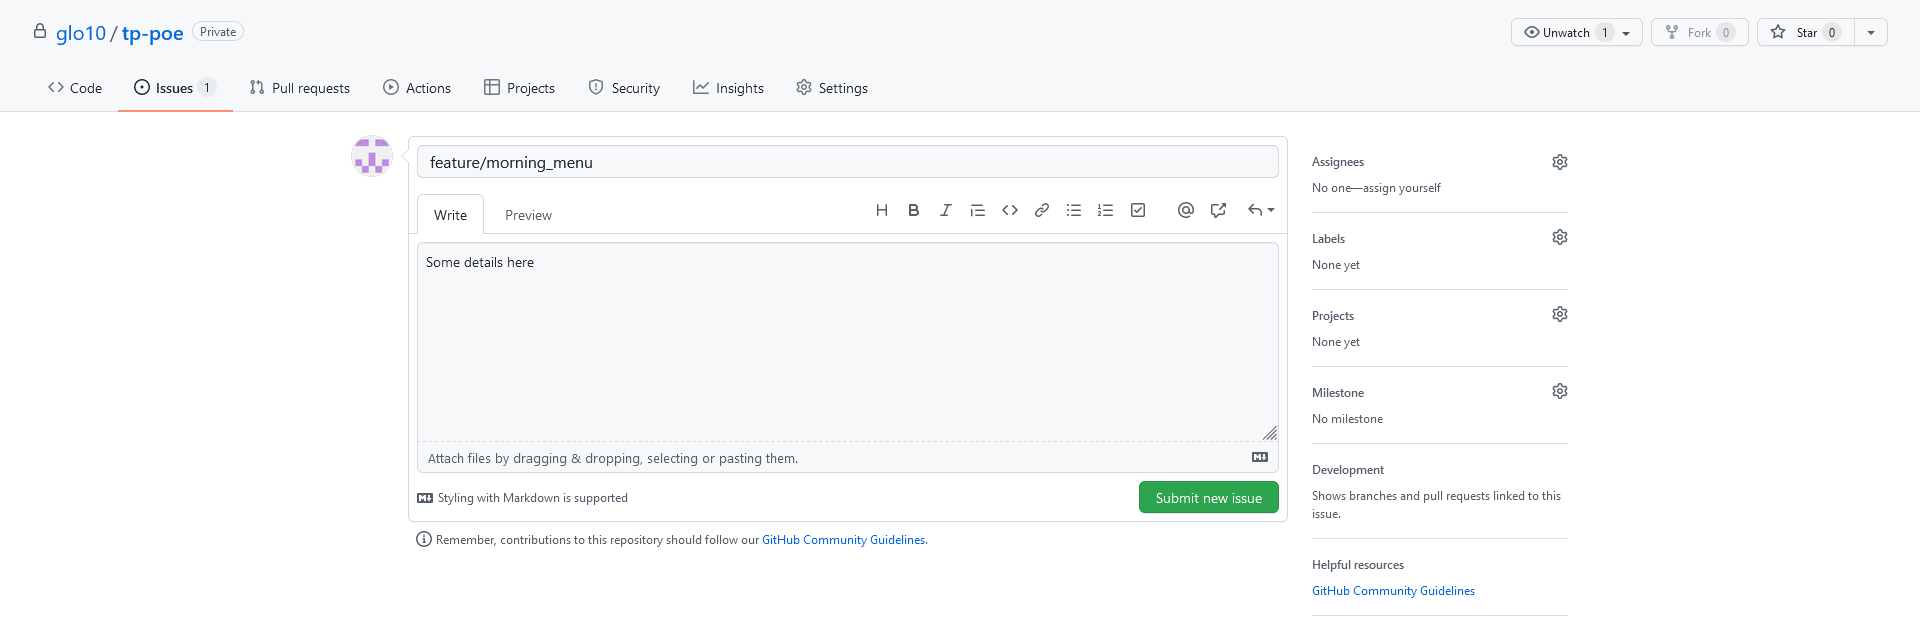 glo10 / tp-poe Private
Unwatch 1 Fork 0 Star 0
Code Issues 1 Pull requests Actions Projects Security Insights Settings
feature/morning_menu
Write Preview
Some details here
Attach files by dragging & dropping, selecting or pasting them.
Styling with Markdown is supported
Submit new issue
Remember, contributions to this repository should follow our GitHub Community Guidelines.
Assignees
No one—assign yourself
Labels
None yet
Projects
None yet
Milestone
No milestone
Development
Shows branches and pull requests linked to this
issue.
Helpful resources
GitHub Community Guidelines